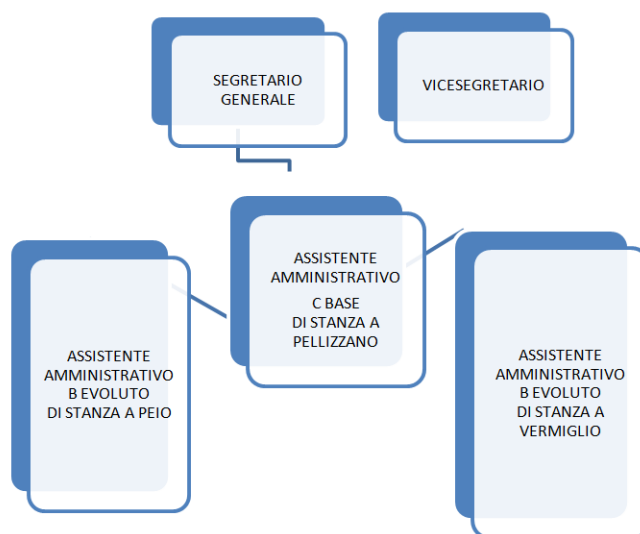 SEGRETARIO
GENERALE
VICESEGRETARIO
ASSISTENTE
AMMINISTRATIVO
C BASE
DI STANZA A
PELLIZZANO
ASSISTENTE
AMMINISTRATIVO
B EVOLUTO
DI STANZA A PEIO
ASSISTENTE
AMMINISTRATIVO
B EVOLUTO
DI STANZA A
VERMIGLIO